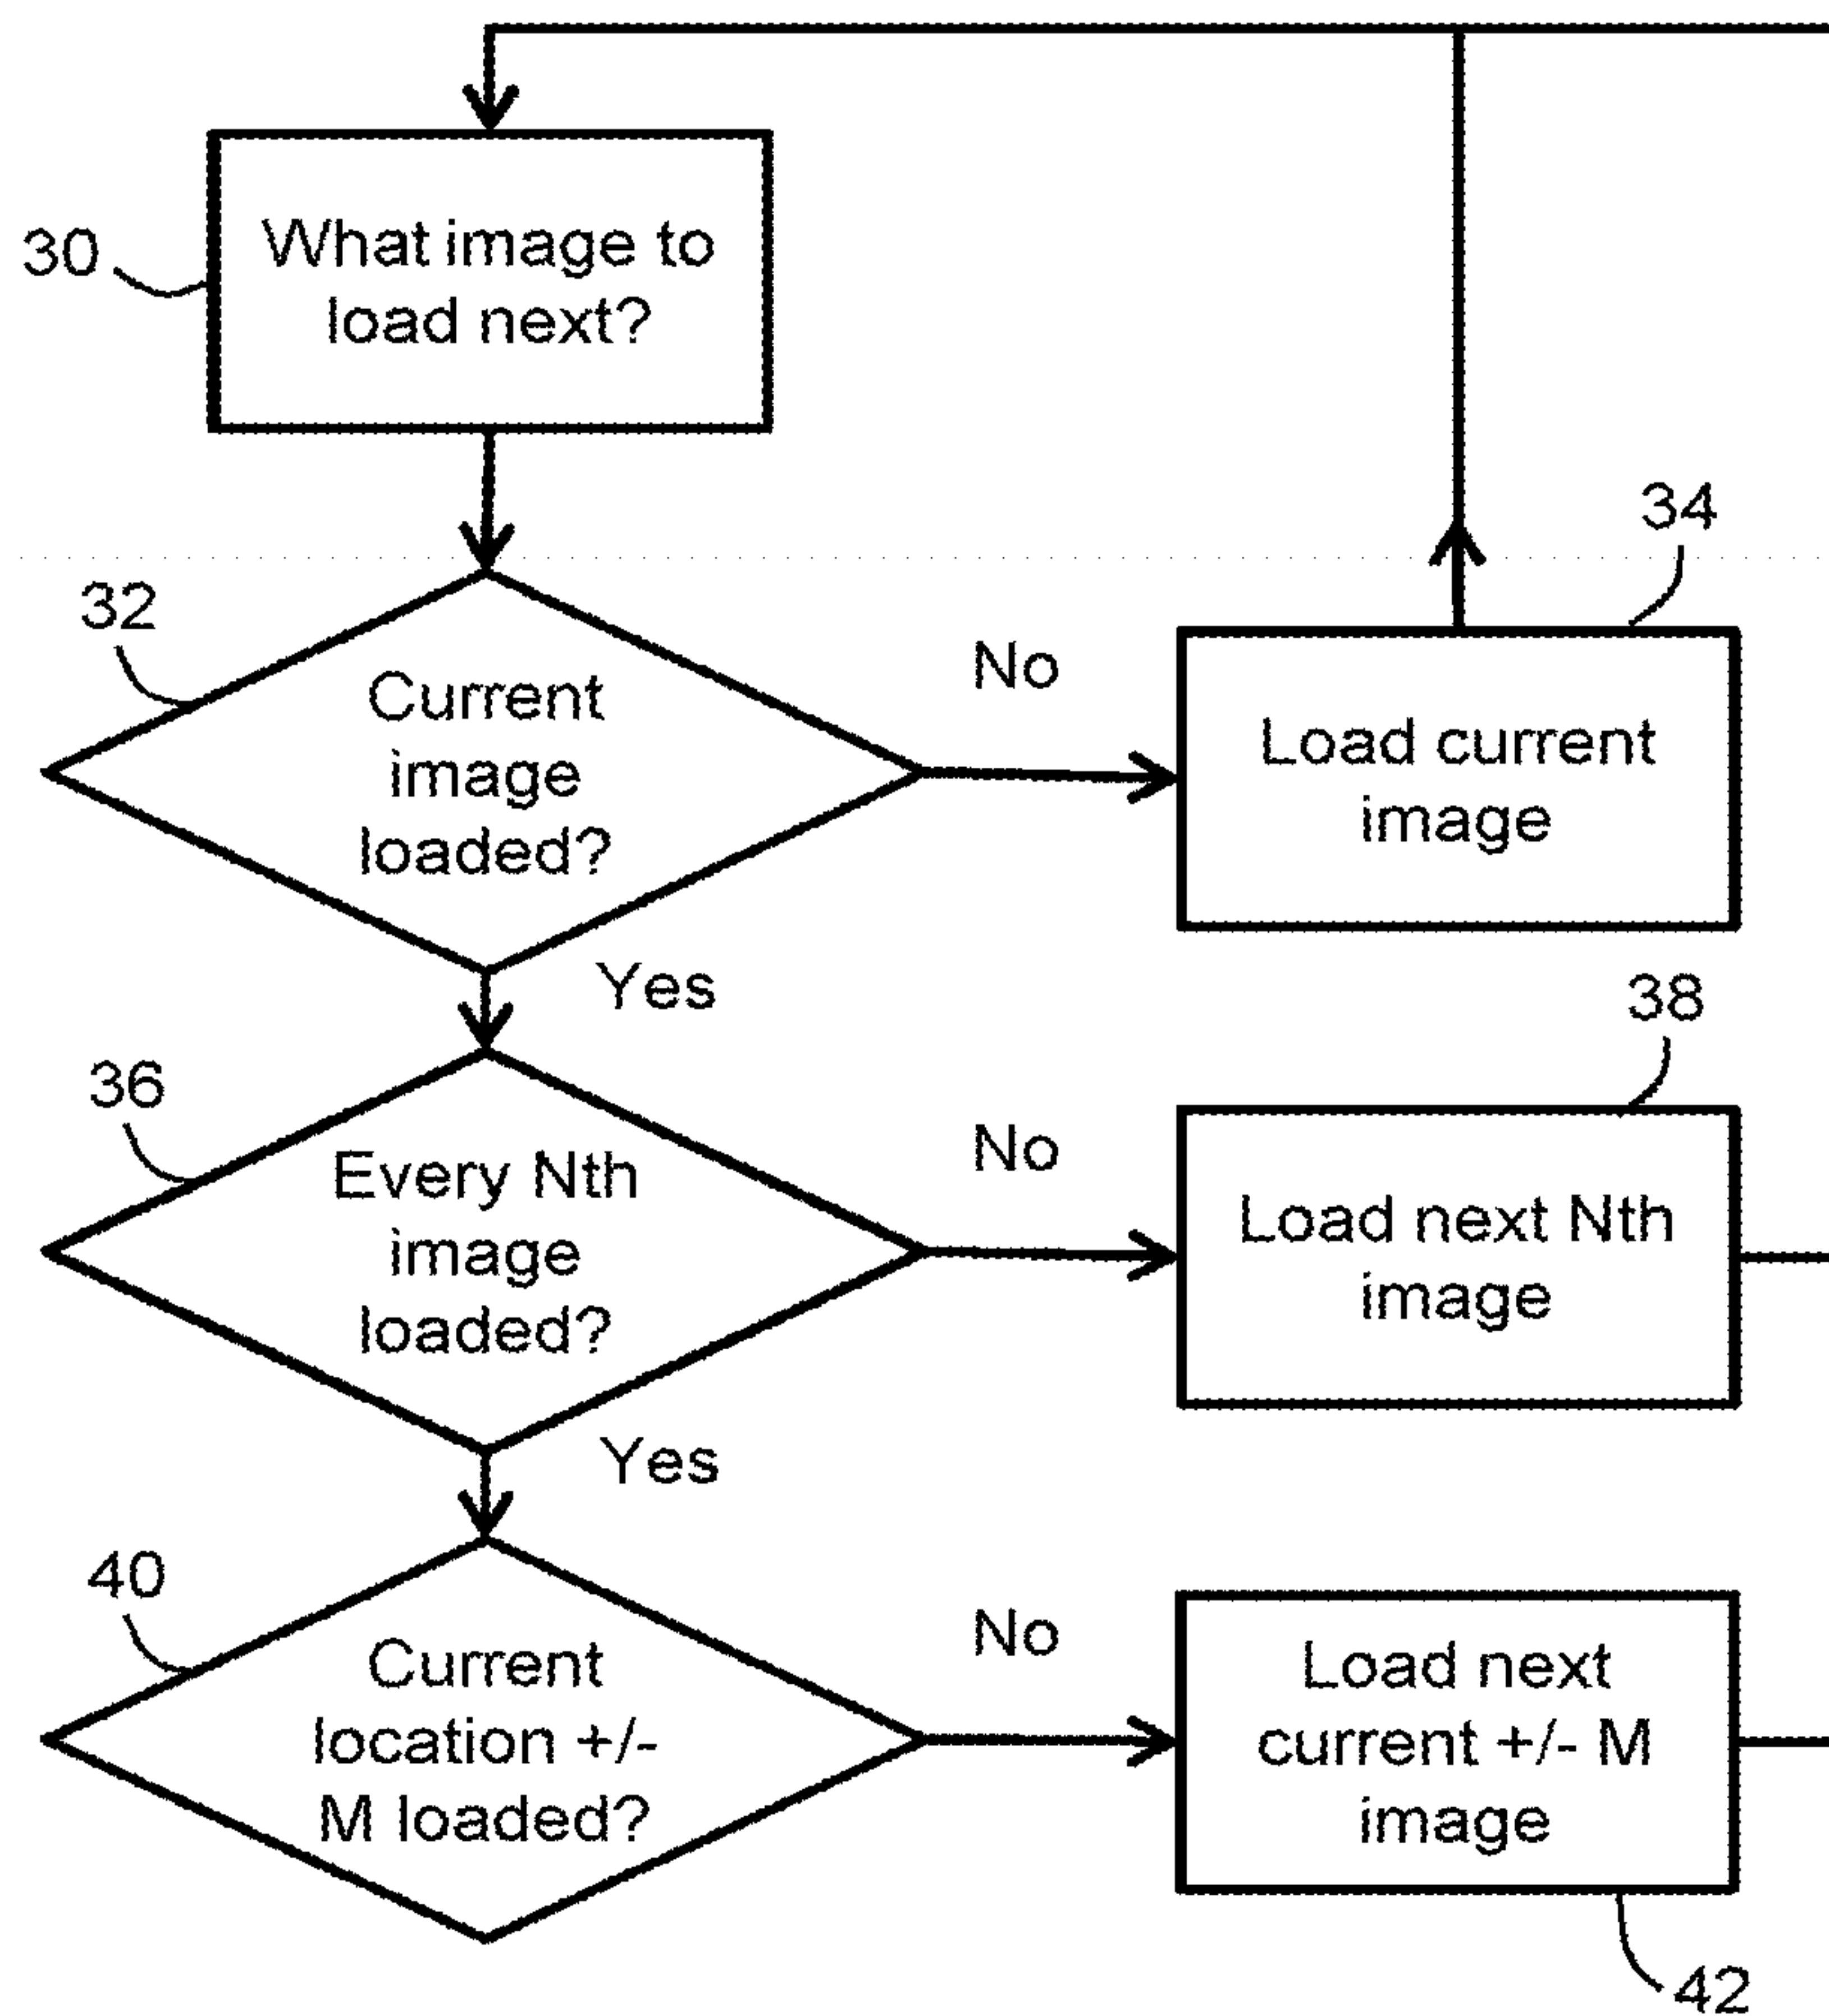 30
What image to
load next?
34
32
No
Current
image
loaded?
Load current
image
Yes
38
36
No
Every Nth
image
loaded?
Load next Nth
image
Yes
40
No
Current
location +/-
M loaded?
Load next
current +/- M
image
42